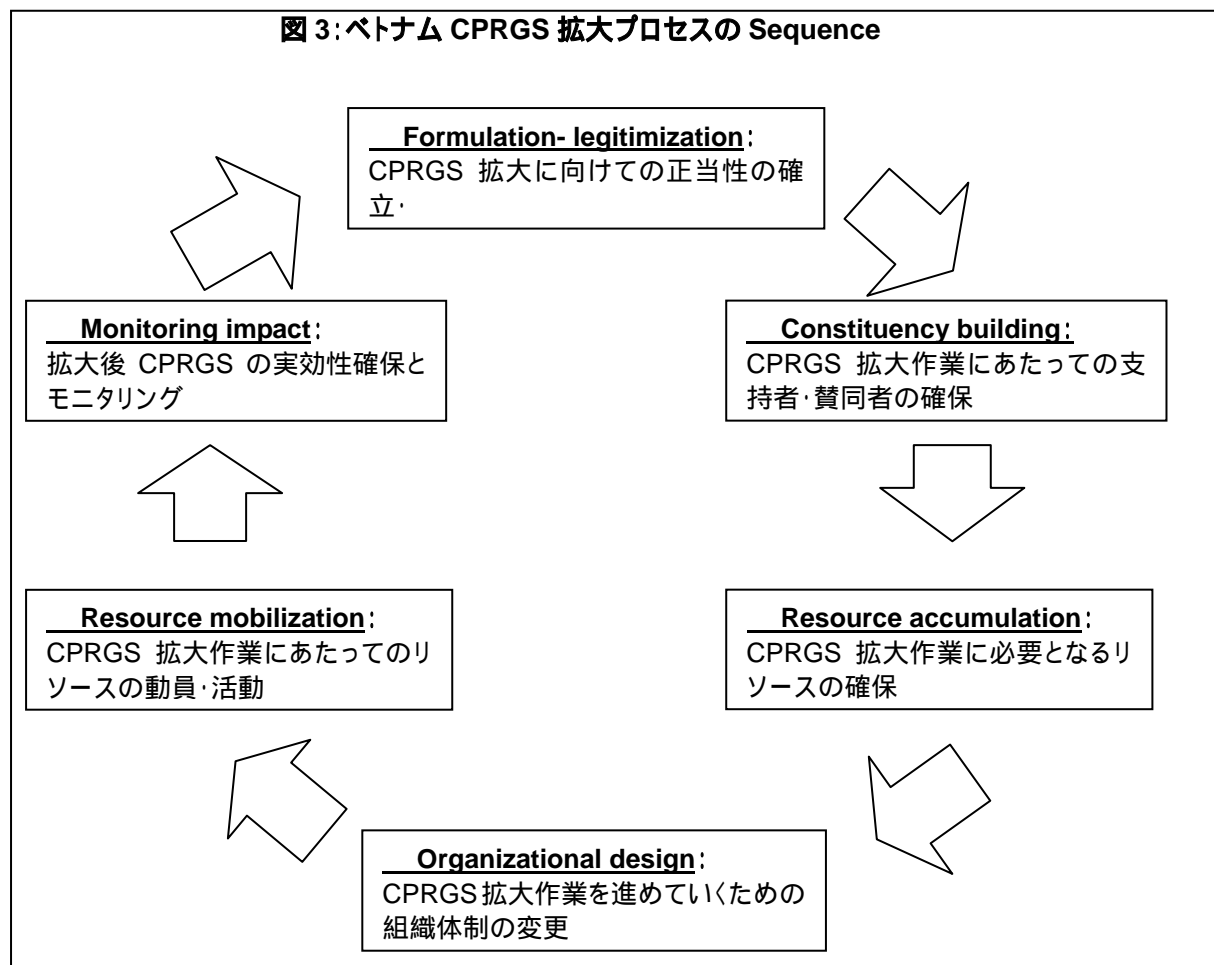 図 3:ベトナム CPRGS 拡大プロセスの Sequence
Formulation- legitimization:
CPRGS 拡大に向けての正当性の確
立・
Constituency building:
CPRGS 拡大作業にあたっての支
持者・賛同者の確保
Resource accumulation:
CPRGS 拡大作業に必要となるリ
ソースの確保
Organizational design:
CPRGS拡大作業を進めていくための
組織体制の変更
Resource mobilization:
CPRGS 拡大作業にあたってのリ
ソースの動員・活動
Monitoring impact:
拡大後 CPRGS の実効性確保と
モニタリング